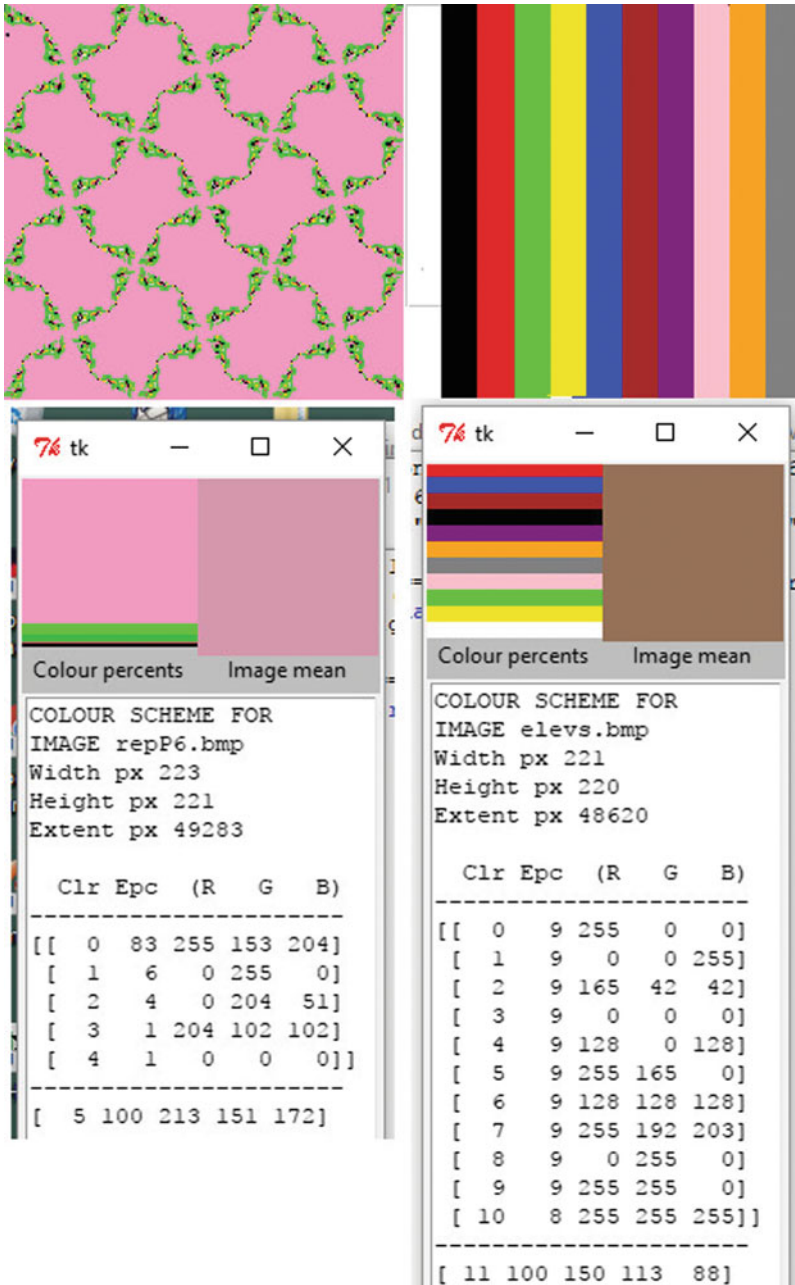 tk
Colour percents Image mean
COLOUR SCHEME FOR
IMAGE repP6.bmp
Width px 223
Height px 221
Extent px 49283
Clr Epc (R G B)
--------------------
[[ 0 83 255 153 204]
[ 1 6 0 255 0]
[ 2 4 0 204 51]
[ 3 1 204 102 102]
[ 4 1 0 0 0]]
--------------------
[ 5 100 213 151 172]
tk
Colour percents Image mean
COLOUR SCHEME FOR
IMAGE elevs.bmp
Width px 221
Height px 220
Extent px 48620
Clr Epc (R G B)
--------------------
[[ 0 9 255 0 0]
[ 1 9 0 0 255]
[ 2 9 165 42 42]
[ 3 9 0 0 0]
[ 4 9 128 0 128]
[ 5 9 255 165 0]
[ 6 9 128 128 128]
[ 7 9 255 192 203]
[ 8 9 0 255 0]
[ 9 9 255 255 0]
[ 10 8 255 255 255]]
--------------------
[ 11 100 150 113 88]